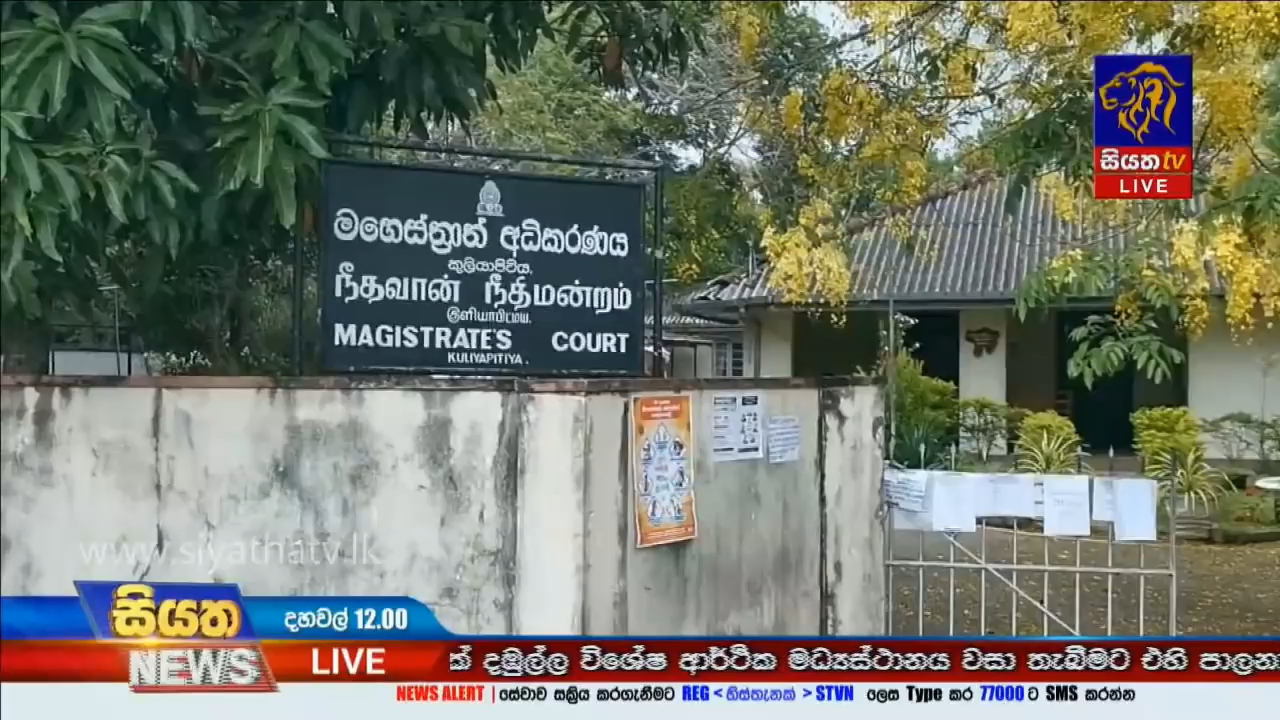 සියත tv
LIVE
මහෙස්ත්‍රාත් අධිකරණය
කුලියාපිටිය.
நீதவான் நீதிமன்றம்
குளியாபிட்டிய.
MAGISTRATE'S COURT
KULIYAPITIYA.
www.siyathatv.lk
සියත
NEWS
දහවල් 12.00
LIVE
ක් දඹුල්ල විශේෂ ආර්ථික මධ්‍යස්ථානය වසා තැබීමට එහි පාලන
NEWS ALERT | සේවාව සක්‍රිය කරගැනීමට REG < හිස්තැනක් > STVN ලෙස Type කර 77000 ට SMS කරන්න